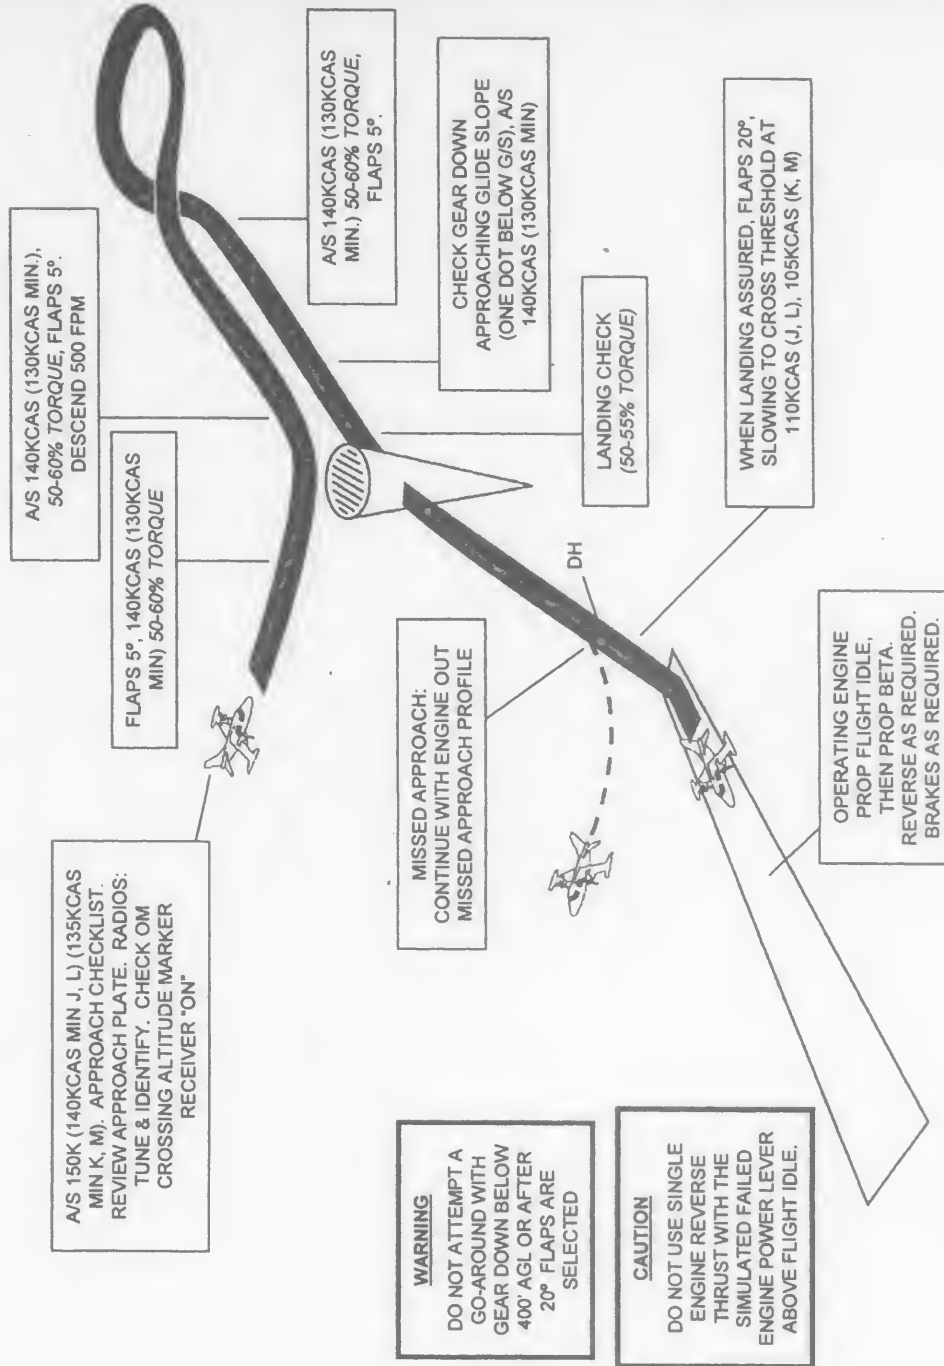 A/S 150K (140KCAS MIN J, L) (135KCAS
MIN K, M). APPROACH CHECKLIST.
REVIEW APPROACH PLATE. RADIOS:
TUNE & IDENTIFY. CHECK OM
CROSSING ALTITUDE MARKER
RECEIVER "ON"
FLAPS 5º, 140KCAS (130KCAS
MIN) 50-60% TORQUE
A/S 140KCAS (130KCAS MIN.),
50-60% TORQUE, FLAPS 5º.
DESCEND 500 FPM
A/S 140KCAS (130KCAS
MIN.) 50-60% TORQUE,
FLAPS 5º.
CHECK GEAR DOWN
APPROACHING GLIDE SLOPE
(ONE DOT BELOW G/S), A/S
140KCAS (130KCAS MIN)
LANDING CHECK
(50-55% TORQUE)
MISSED APPROACH:
CONTINUE WITH ENGINE OUT
MISSED APPROACH PROFILE
DH
WHEN LANDING ASSURED, FLAPS 20º,
SLOWING TO CROSS THRESHOLD AT
110KCAS (J, L), 105KCAS (K, M)
OPERATING ENGINE
PROP FLIGHT IDLE,
THEN PROP BETA.
REVERSE AS REQUIRED.
BRAKES AS REQUIRED.
WARNING
DO NOT ATTEMPT A
GO-AROUND WITH
GEAR DOWN BELOW
400' AGL OR AFTER
20º FLAPS ARE
SELECTED
CAUTION
DO NOT USE SINGLE
ENGINE REVERSE
THRUST WITH THE
SIMULATED FAILED
ENGINE POWER LEVER
ABOVE FLIGHT IDLE.